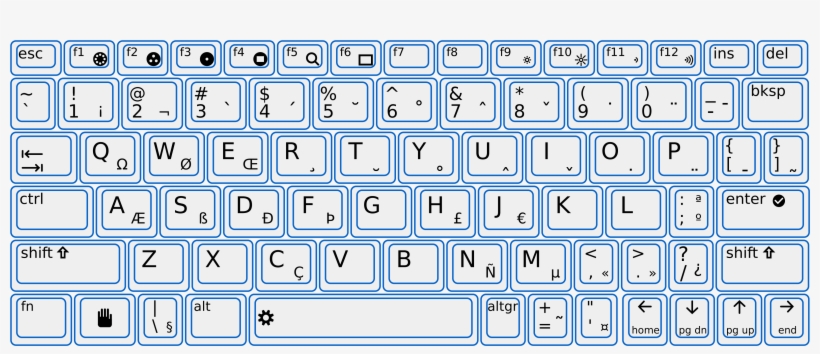 esc f1 f2 f3 f4 f5 f6 f7 f8 f9 f10 f11 f12 ins del
~ ! @ # $ % ^ & * ( ) _ bksp
` 1 ¡ 2 ¬ 3 ˋ 4 ˊ 5 ˘ 6 ° 7 ^ 8 ˇ 9 ˙ 0 ¨ - -
Q Ω W Ø E Œ R ¸ T ˘ Y ˳ U ‸ I ˇ O . P .. { [ - } ] ~
ctrl A Æ S ß D Đ F Þ G H £ J € K L : ª ; º enter
shift Z X C Ç V B N Ñ M µ < , « > . » ? / ¿ shift
fn | \ § alt altgr + = ~ " ' ¤ ← home ↓ pg dn ↑ pg up → end